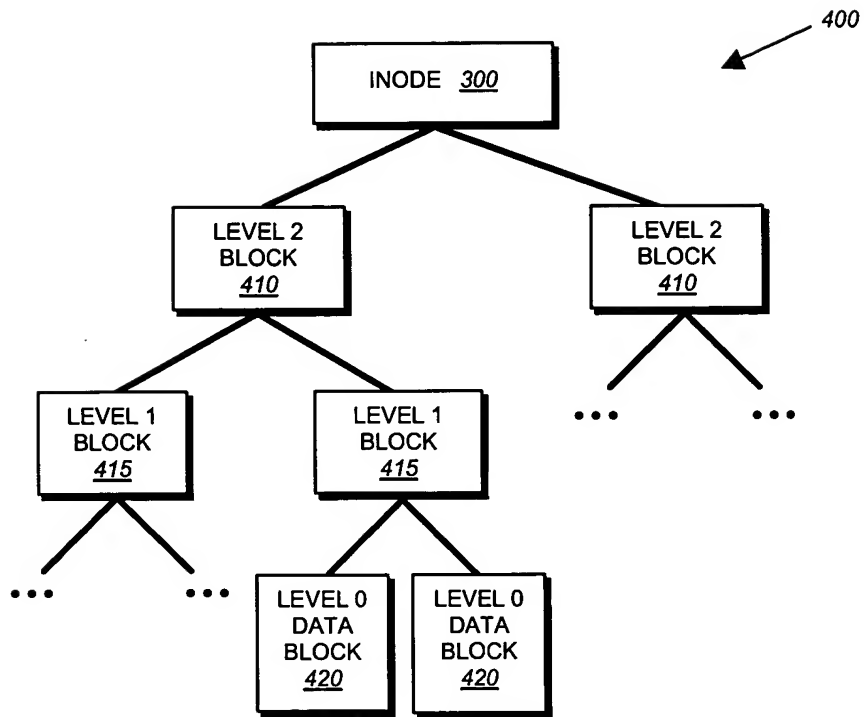 400
INODE 300
LEVEL 2
BLOCK
410
LEVEL 2
BLOCK
410
LEVEL 1
BLOCK
415
LEVEL 1
BLOCK
415
•••
•••
•••
•••
LEVEL 0
DATA
BLOCK
420
LEVEL 0
DATA
BLOCK
420